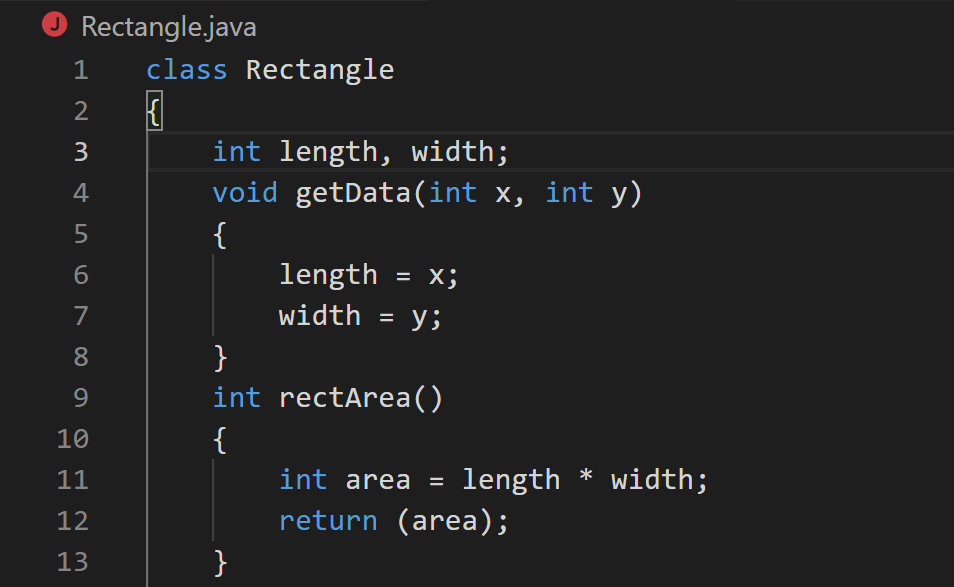 J Rectangle.java
1 class Rectangle
2 {
3 int length, width;
4 void getData(int x, int y)
5 {
6 length = x;
7 width = y;
8 }
9 int rectArea()
10 {
11 int area = length * width;
12 return (area);
13 }